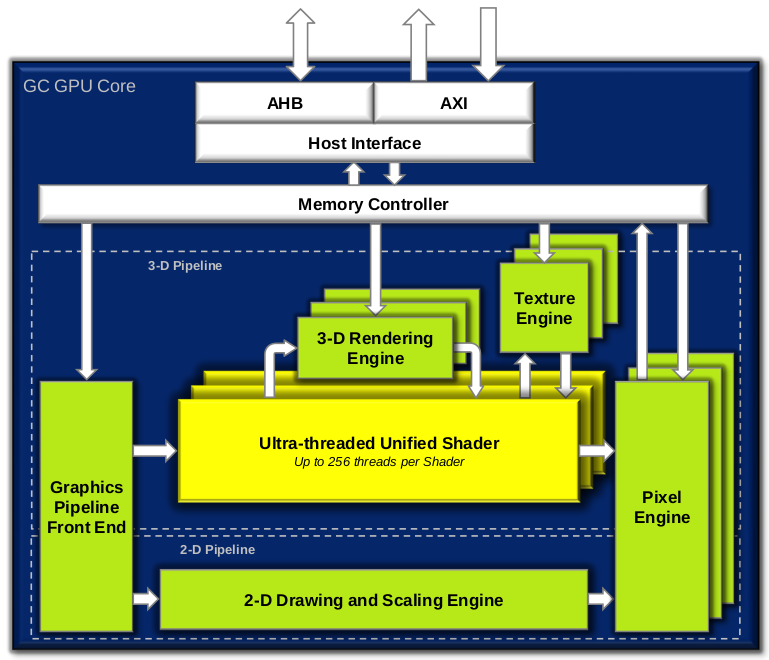 GC GPU Core
AHB
AXI
Host Interface
Memory Controller
3-D Pipeline
Texture
Engine
3-D Rendering
Engine
Ultra-threaded Unified Shader
Up to 256 threads per Shader
Graphics
Pipeline
Front End
Pixel
Engine
2-D Pipeline
2-D Drawing and Scaling Engine